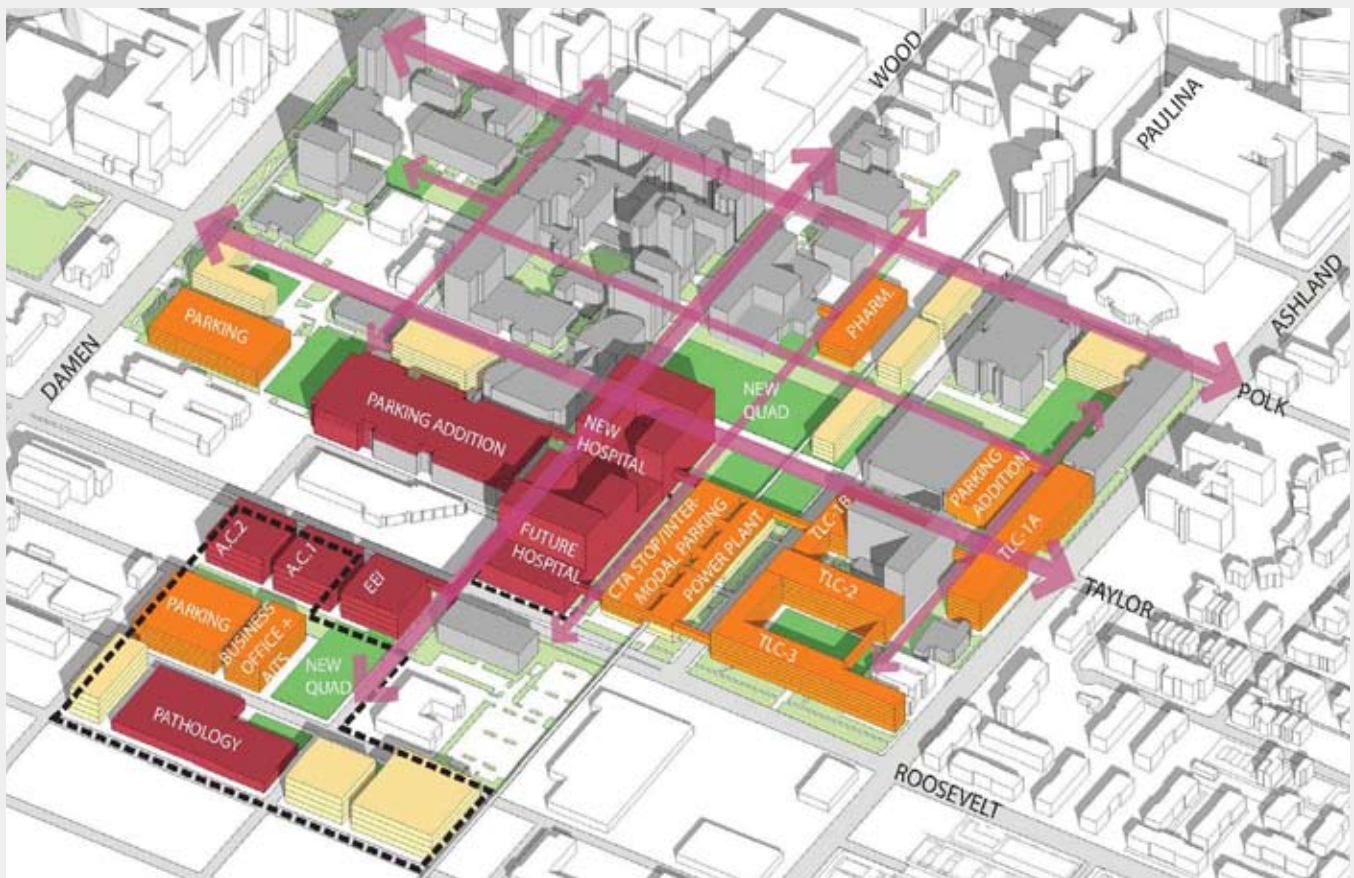 WOOD
PAULINA
ASHLAND
POLK
DAMEN
PARKING
PHARM.
PARKING ADDITION
NEW
HOSPITAL
NEW
QUAD
FUTURE
HOSPITAL
CTA STOP/INTER-
MODAL PARKING
POWER PLANT
TLC-1B
PARKING
ADDITION
TLC-1A
TLC-2
TLC-3
TAYLOR
A.C.2
A.C.1
EEI
PARKING
BUSINESS
OFFICE +
AITS
NEW
QUAD
PATHOLOGY
ROOSEVELT